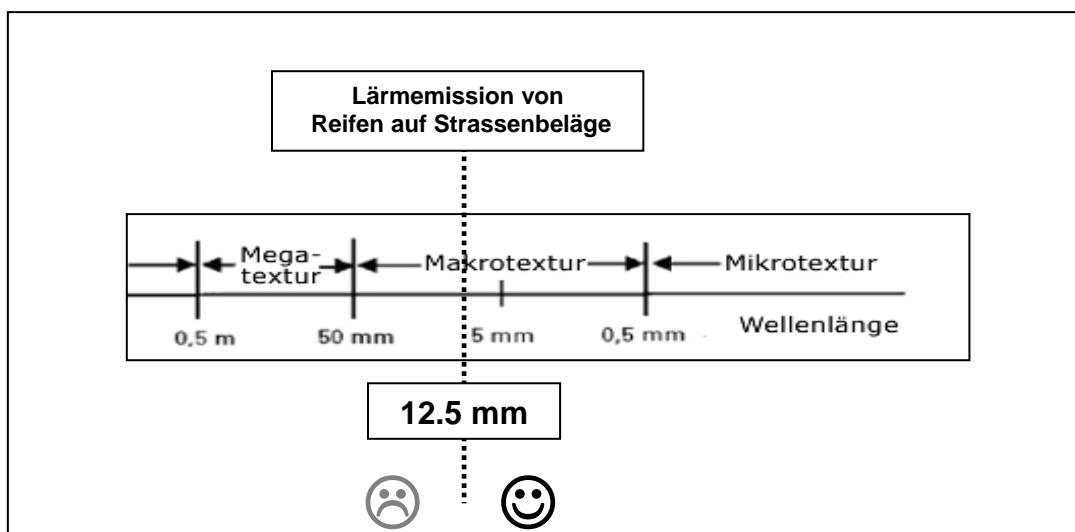 Lärmemission von
Reifen auf Strassenbeläge
Mega-
textur
Makrotextur
Mikrotextur
0,5 m
50 mm
5 mm
0,5 mm
Wellenlänge
12.5 mm